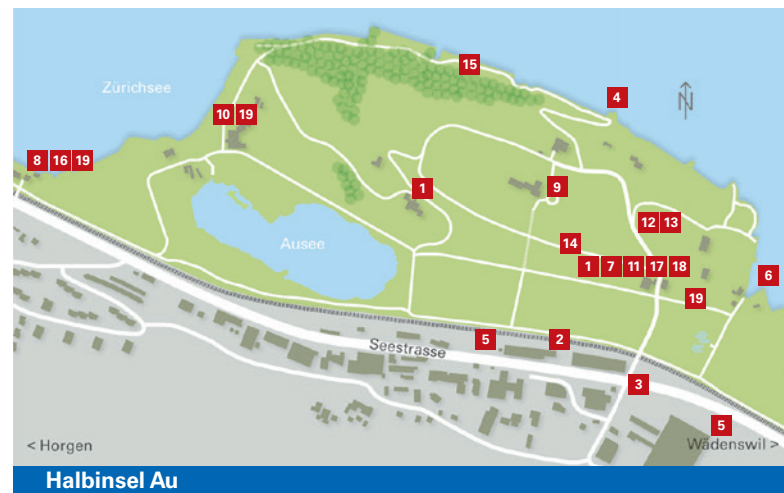 15
Zürichsee
4
N
10 19
8 16 19
1
9
12 13
14
Ausee
1 7 11 17 18
6
19
5
2
Seestrasse
3
5
< Horgen
Wädenswil >
Halbinsel Au